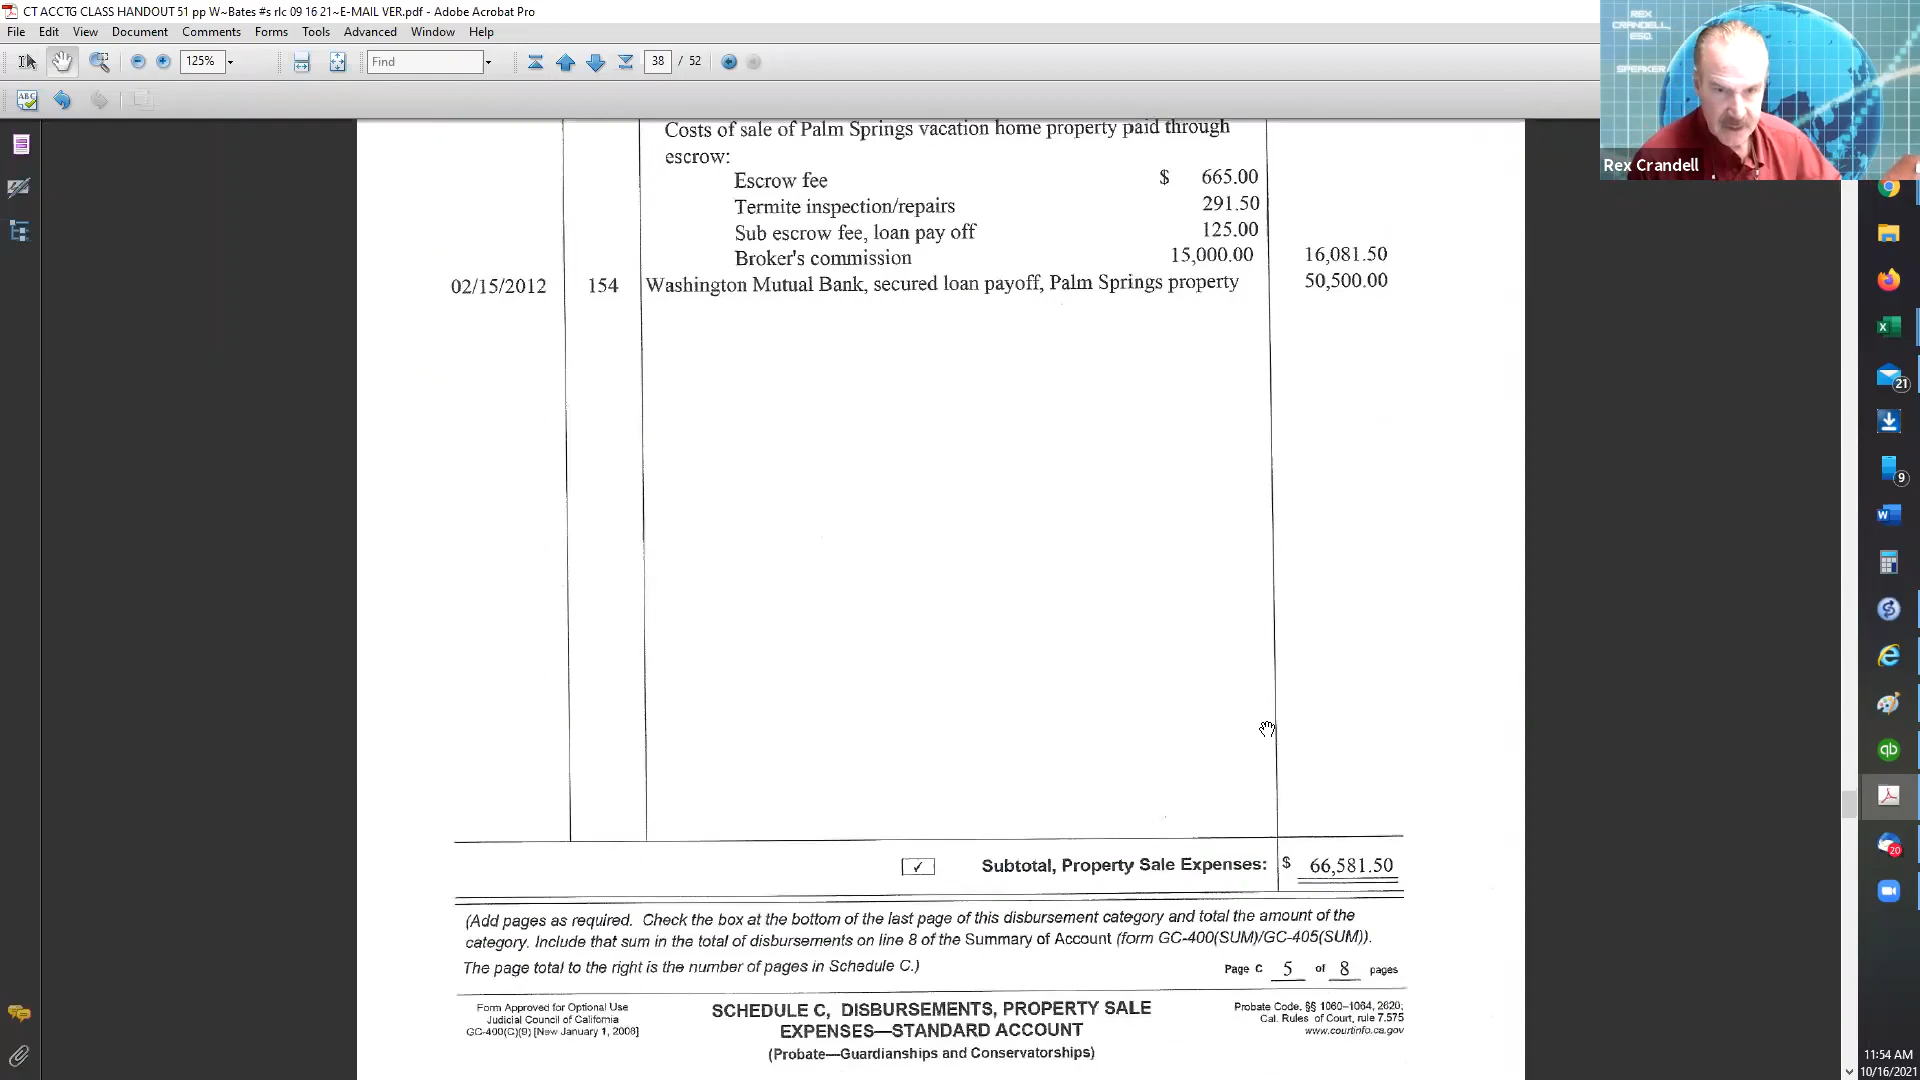 CT ACCTG CLASS HANDOUT 51 pp W~Bates #s rlc 09 16 21~E-MAIL VER.pdf - Adobe Acrobat Pro
File Edit View Document Comments Forms Tools Advanced Window Help
125% Find 38 / 52
REX
CRANDELL,
ESQ.
SPEAKER
Rex Crandell
Costs of sale of Palm Springs vacation home property paid through
escrow:
Escrow fee $ 665.00
Termite inspection/repairs 291.50
Sub escrow fee, loan pay off 125.00
Broker's commission 15,000.00 16,081.50
02/15/2012 154 Washington Mutual Bank, secured loan payoff, Palm Springs property 50,500.00
✓ Subtotal, Property Sale Expenses: $ 66,581.50
(Add pages as required. Check the box at the bottom of the last page of this disbursement category and total the amount of the
category. Include that sum in the total of disbursements on line 8 of the Summary of Account (form GC-400(SUM)/GC-405(SUM)).
The page total to the right is the number of pages in Schedule C.) Page C 5 of 8 pages
Form Approved for Optional Use
Judicial Council of California
GC-400(C)(9) [New January 1, 2008]
SCHEDULE C, DISBURSEMENTS, PROPERTY SALE
EXPENSES—STANDARD ACCOUNT
(Probate—Guardianships and Conservatorships)
Probate Code, §§ 1060–1064, 2620;
Cal. Rules of Court, rule 7.575
www.courtinfo.ca.gov
21
9
20
11:54 AM
10/16/2021